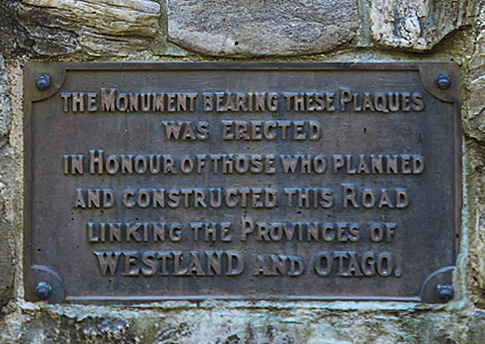 THE MONUMENT BEARING THESE PLAQUES
WAS ERECTED
IN HONOUR OF THOSE WHO PLANNED
AND CONSTRUCTED THIS ROAD
LINKING THE PROVINCES OF
WESTLAND AND OTAGO.